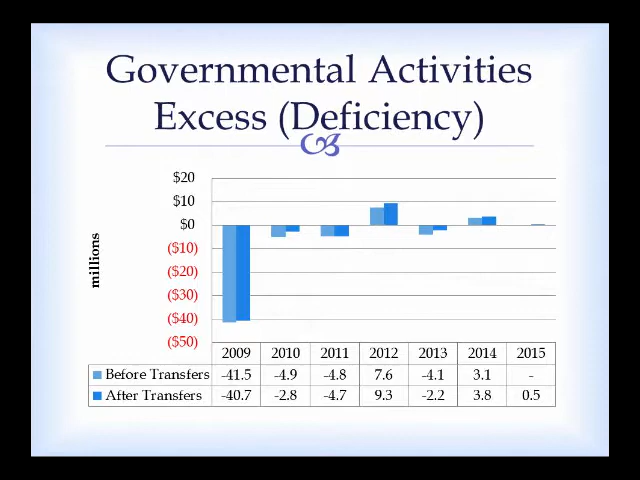 Governmental Activities
Excess (Deficiency)
$20
$10
$0
($10)
($20)
($30)
($40)
($50)
millions
2009 2010 2011 2012 2013 2014 2015
Before Transfers -41.5 -4.9 -4.8 7.6 -4.1 3.1 -
After Transfers -40.7 -2.8 -4.7 9.3 -2.2 3.8 0.5